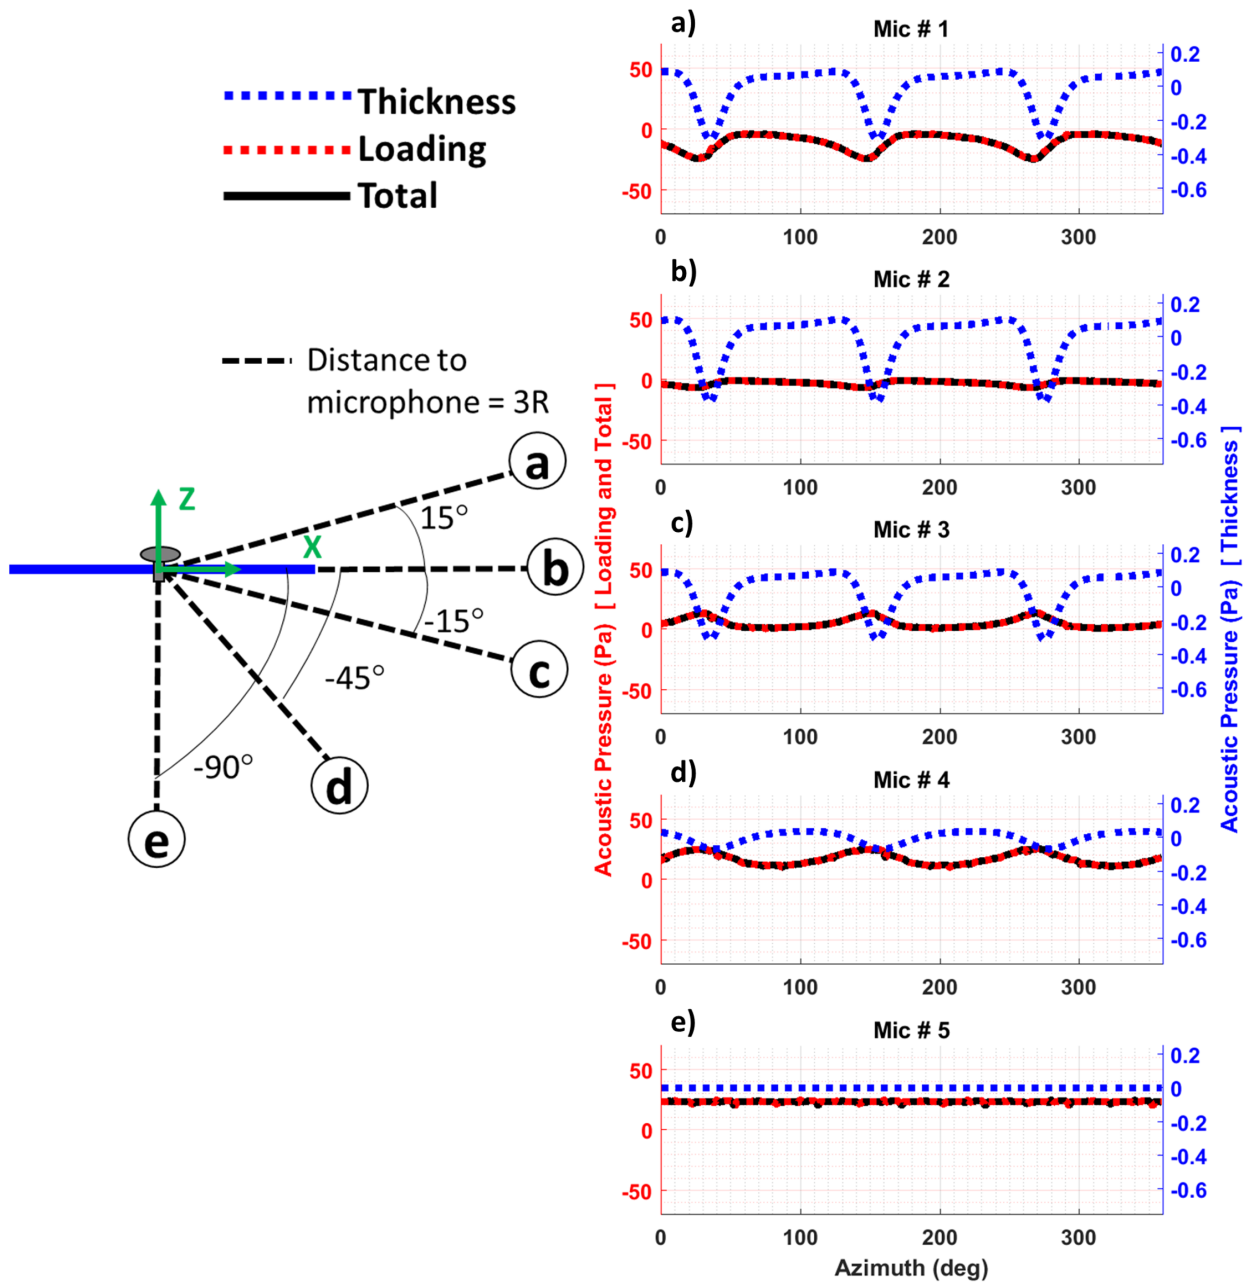 Thickness
Loading
Total
Distance to
microphone = 3R
Z
X
a
15°
b
-15°
c
-45°
-90°
d
e
Acoustic Pressure (Pa) [ Loading and Total ]
Acoustic Pressure (Pa) [ Thickness ]
a)
Mic # 1
50
0
-50
0.2
0
-0.2
-0.4
-0.6
0 100 200 300
b)
Mic # 2
50
0
-50
0.2
0
-0.2
-0.4
-0.6
0 100 200 300
c)
Mic # 3
50
0
-50
0.2
0
-0.2
-0.4
-0.6
0 100 200 300
d)
Mic # 4
50
0
-50
0.2
0
-0.2
-0.4
-0.6
0 100 200 300
e)
Mic # 5
50
0
-50
0.2
0
-0.2
-0.4
-0.6
0 100 200 300
Azimuth (deg)